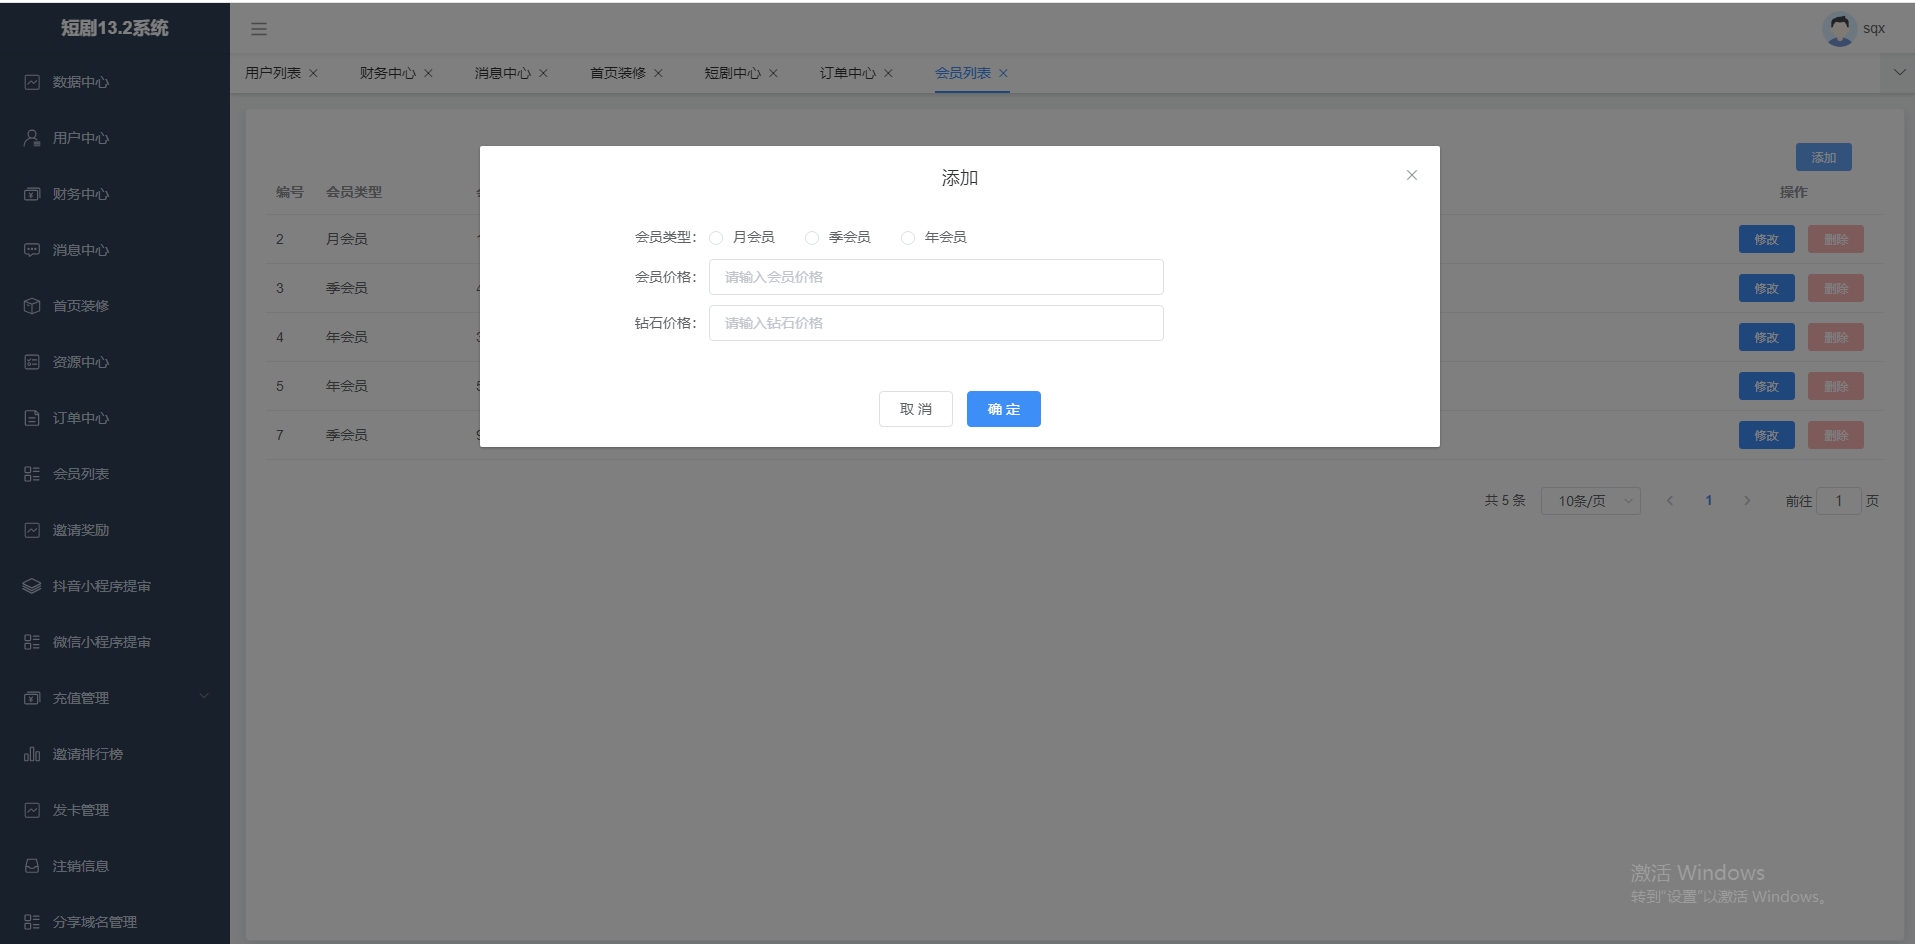 短剧13.2系统
sqx
用户列表
财务中心
消息中心
首页装修
短剧中心
订单中心
会员列表
数据中心
用户中心
财务中心
消息中心
首页装修
资源中心
订单中心
会员列表
邀请奖励
抖音小程序提审
微信小程序提审
充值管理
邀请排行榜
发卡管理
注销信息
分享域名管理
添加
编号 会员类型 操作
2 月会员 修改 删除
3 季会员 修改 删除
4 年会员 修改 删除
5 年会员 修改 删除
7 季会员 修改 删除
共 5 条 10条/页 1 前往 1 页
添加
会员类型: 月会员 季会员 年会员
会员价格: 请输入会员价格
钻石价格: 请输入钻石价格
取 消 确 定
激活 Windows
转到"设置"以激活 Windows。